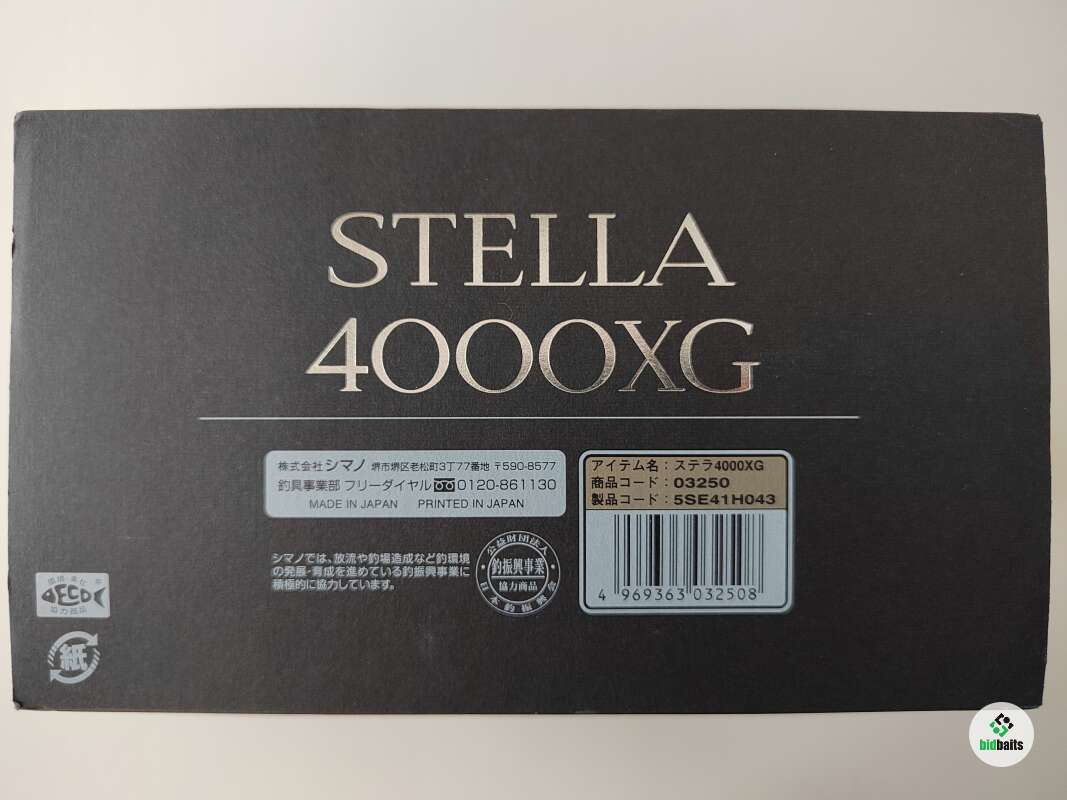 STELLA
4000XG
株式会社シマノ 堺市堺区老松町3丁77番地 〒590-8577
釣具事業部 フリーダイヤル 0120-861130
MADE IN JAPAN PRINTED IN JAPAN
アイテム名：ステラ4000XG
商品コード：03250
製品コード：5SE41H043
4 969363 032508
シマノでは、放流や釣場造成など釣環境
の発展・育成を進めている釣振興事業に
積極的に協力しています。
公益財団法人
釣振興事業
協力商品
日本釣振興会
ECO
協力商品
紙
bidbaits